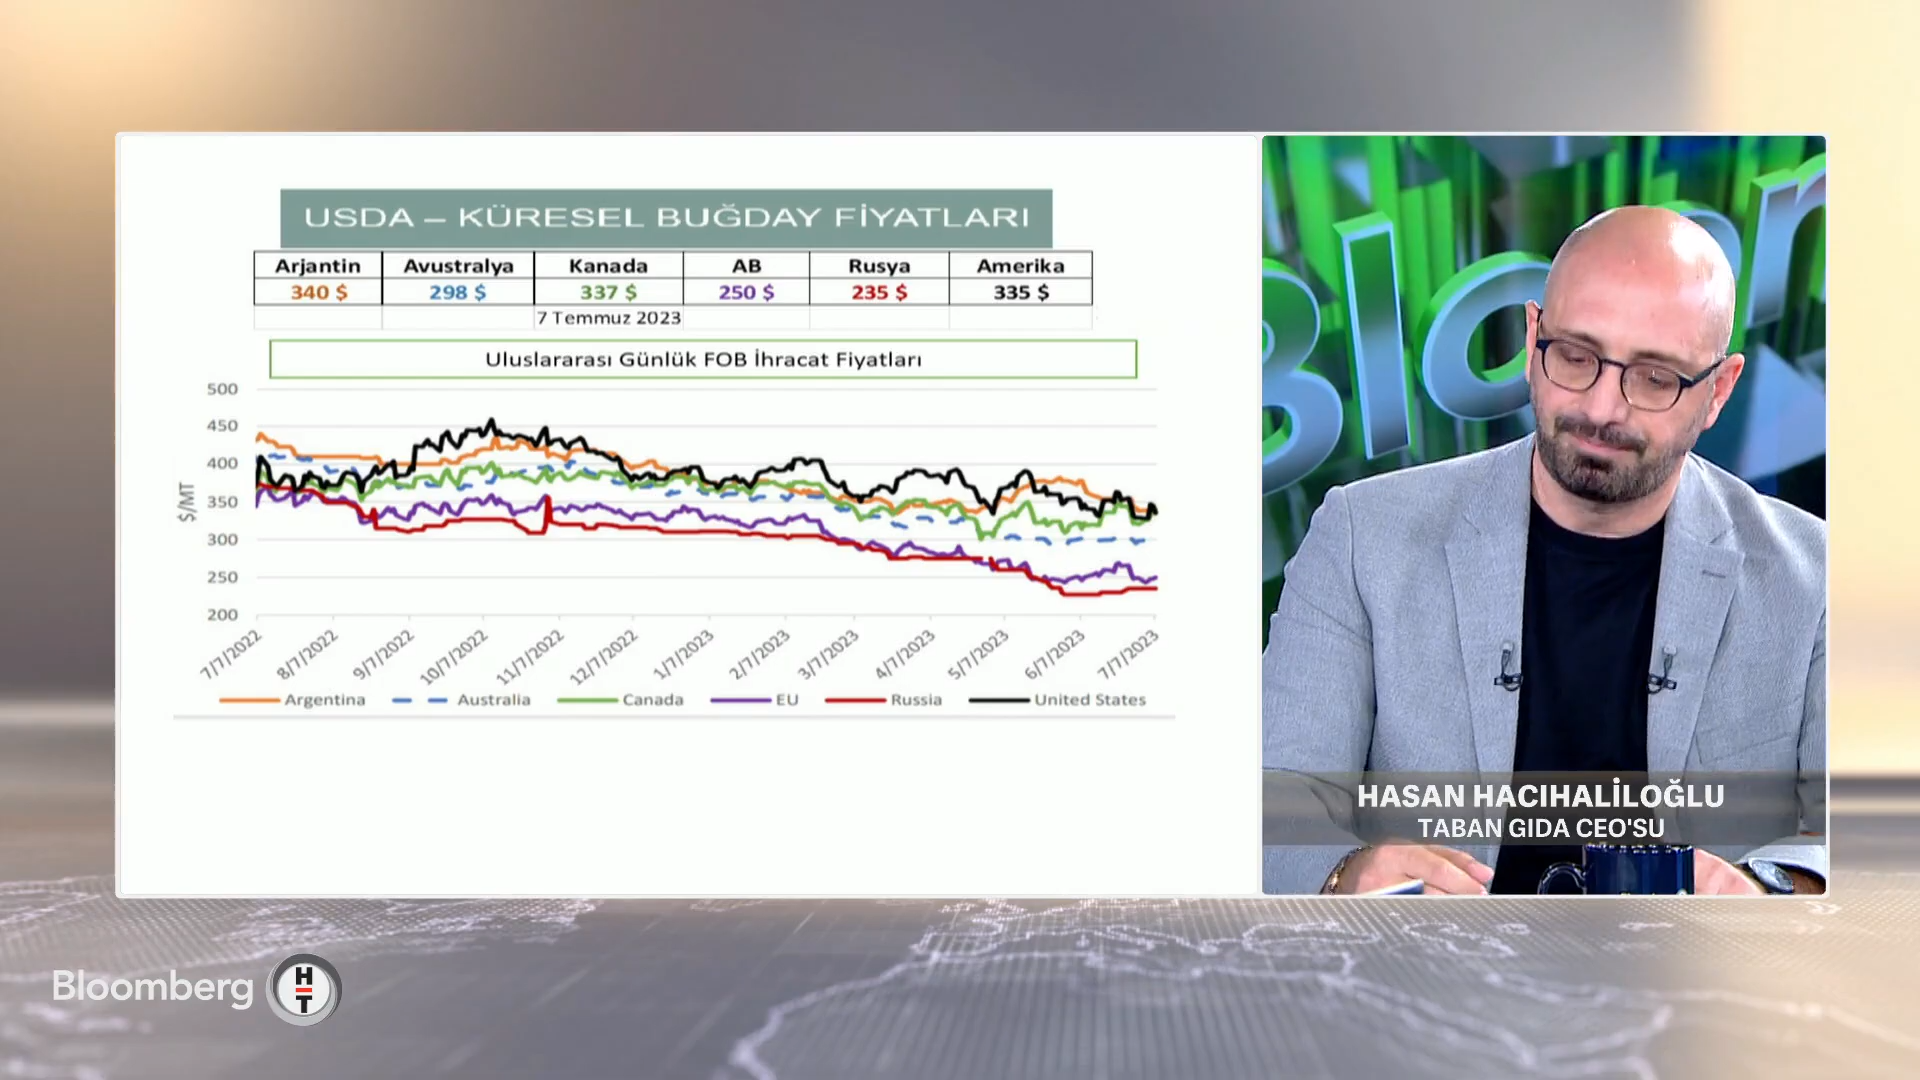 USDA – KÜRESEL BUĞDAY FİYATLARI
Arjantin Avustralya Kanada AB Rusya Amerika
340 $ 298 $ 337 $ 250 $ 235 $ 335 $
7 Temmuz 2023
Uluslararası Günlük FOB İhracat Fiyatları
$/MT
500
450
400
350
300
250
200
7/7/2022 8/7/2022 9/7/2022 10/7/2022 11/7/2022 12/7/2022 1/7/2023 2/7/2023 3/7/2023 4/7/2023 5/7/2023 6/7/2023 7/7/2023
Argentina Australia Canada EU Russia United States
HASAN HACIHALİLOĞLU
TABAN GIDA CEO'SU
Bloomberg HT